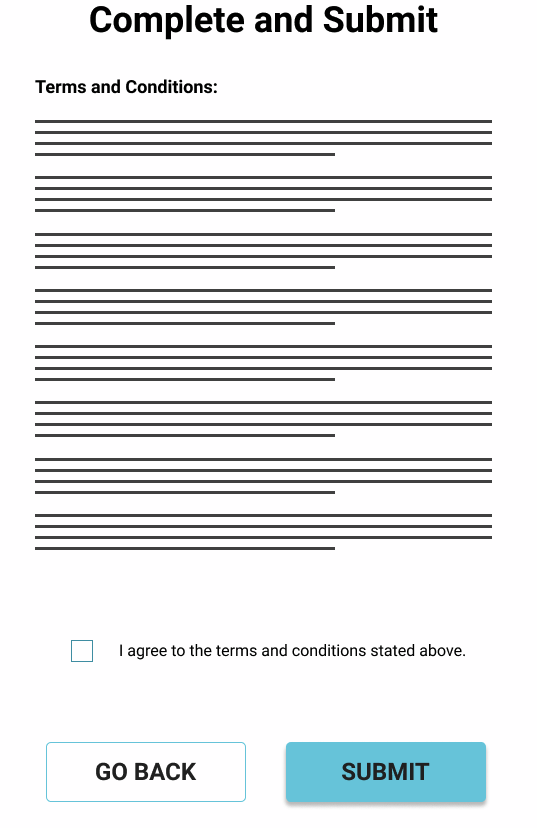 Complete and Submit
Terms and Conditions:
I agree to the terms and conditions stated above.
GO BACK
SUBMIT